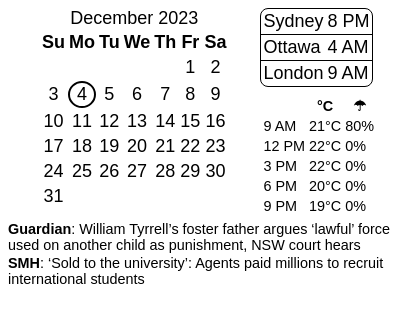 December 2023
Su Mo Tu We Th Fr Sa
1 2
3 4 5 6 7 8 9
10 11 12 13 14 15 16
17 18 19 20 21 22 23
24 25 26 27 28 29 30
31
Sydney 8 PM
Ottawa 4 AM
London 9 AM
°C ☂
9 AM 21°C 80%
12 PM 22°C 0%
3 PM 22°C 0%
6 PM 20°C 0%
9 PM 19°C 0%
Guardian: William Tyrrell’s foster father argues ‘lawful’ force
used on another child as punishment, NSW court hears
SMH: ‘Sold to the university’: Agents paid millions to recruit
international students